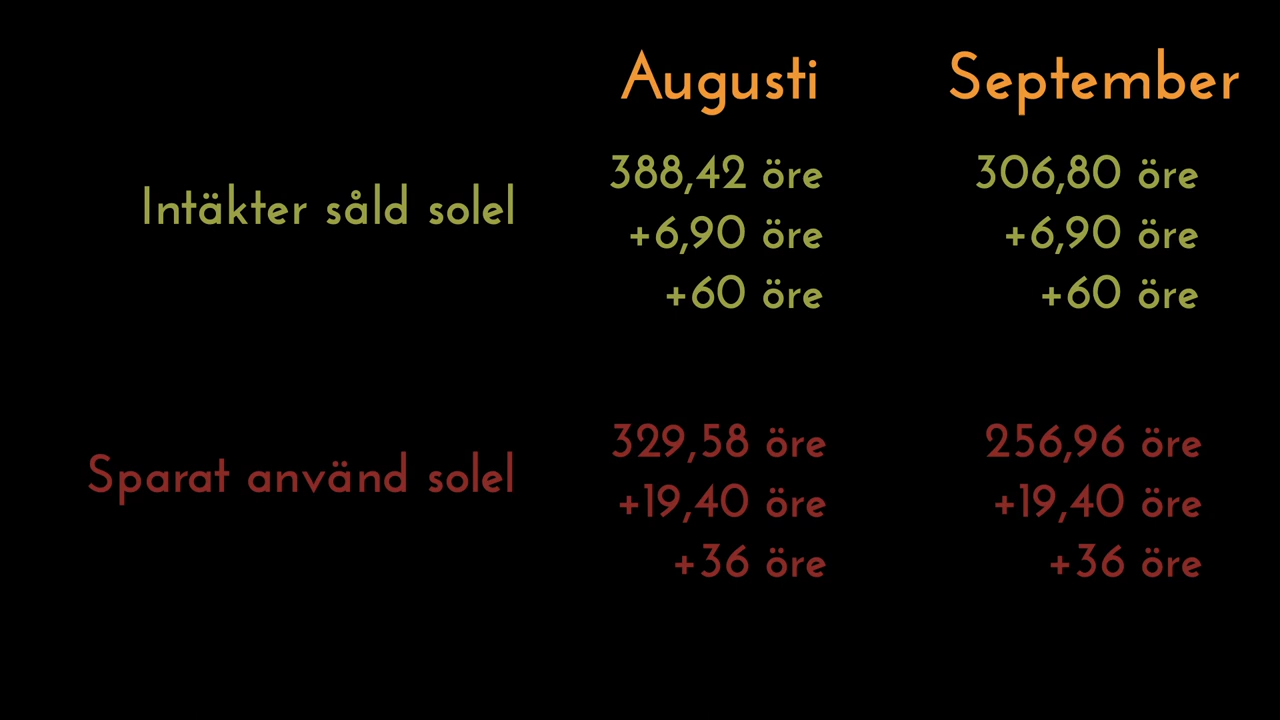 Augusti September
Intäkter såld solel
388,42 öre 306,80 öre
+6,90 öre +6,90 öre
+60 öre +60 öre
Sparat använd solel
329,58 öre 256,96 öre
+19,40 öre +19,40 öre
+36 öre +36 öre